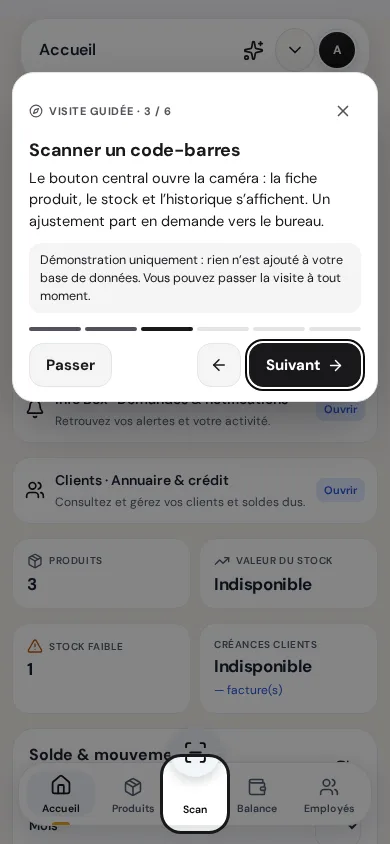 Accueil
A
VISITE GUIDÉE · 3 / 6
Scanner un code-barres
Le bouton central ouvre la caméra : la fiche
produit, le stock et l’historique s’affichent. Un
ajustement part en demande vers le bureau.
Démonstration uniquement : rien n’est ajouté à votre
base de données. Vous pouvez passer la visite à tout
moment.
Passer
Suivant
Ouvrir
Retrouvez vos alertes et votre activité.
Clients · Annuaire & crédit
Consultez et gérez vos clients et soldes dus.
Ouvrir
PRODUITS
3
VALEUR DU STOCK
Indisponible
STOCK FAIBLE
1
CRÉANCES CLIENTS
Indisponible
— facture(s)
Solde & mouveme
Accueil
Produits
Scan
Balance
Employés
Mois